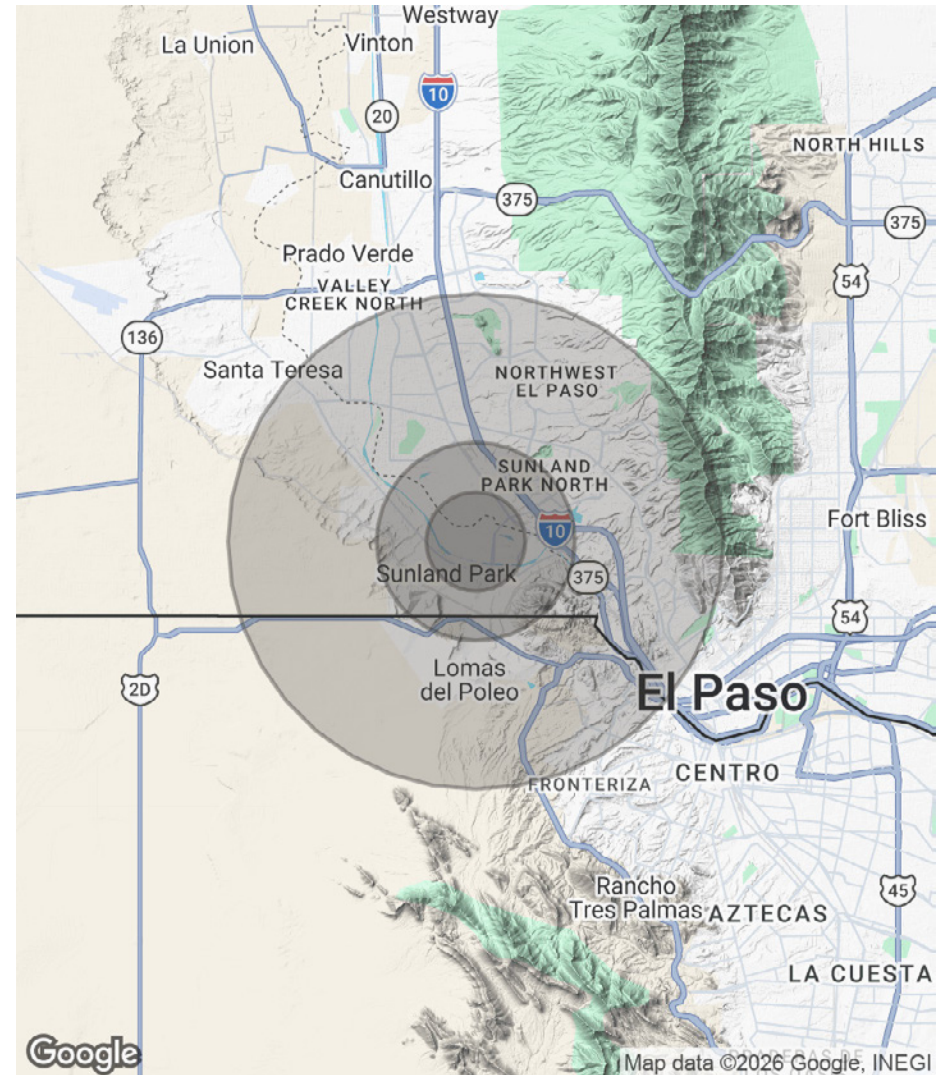 Westway
La Union
Vinton
10
20
NORTH HILLS
Canutillo
375
375
Prado Verde
VALLEY
CREEK NORTH
54
136
Santa Teresa
NORTHWEST
EL PASO
SUNLAND
PARK NORTH
10
Fort Bliss
Sunland Park
375
54
Lomas
del Poleo
2D
El Paso
CENTRO
FRONTERIZA
Rancho
Tres Palmas
45
AZTECAS
LA CUESTA
Google
Map data ©2026 Google, INEGI